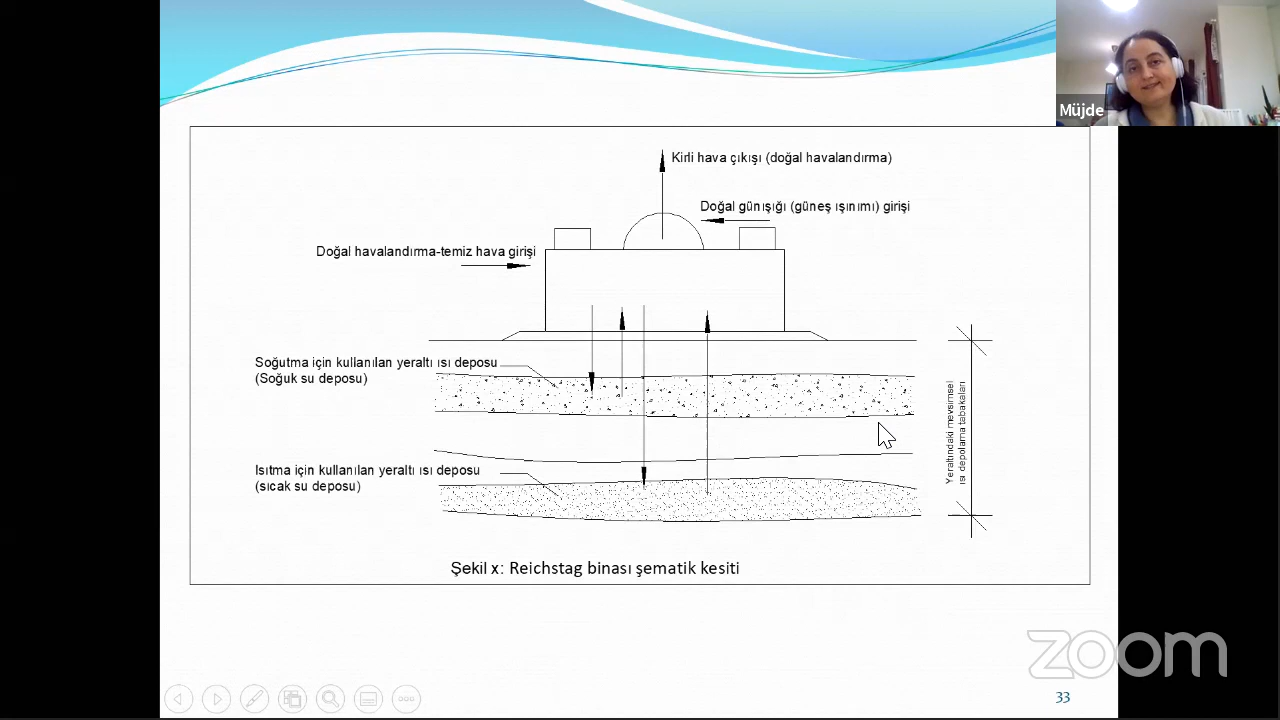 Müjde
Kirli hava çıkışı (doğal havalandırma)
Doğal günışığı (güneş ışınımı) girişi
Doğal havalandırma-temiz hava girişi
Soğutma için kullanılan yeraltı ısı deposu
(Soğuk su deposu)
Yeraltındaki mevsimsel
ısı depolama tabakaları
Isıtma için kullanılan yeraltı ısı deposu
(sıcak su deposu)
Şekil x: Reichstag binası şematik kesiti
zoom
33